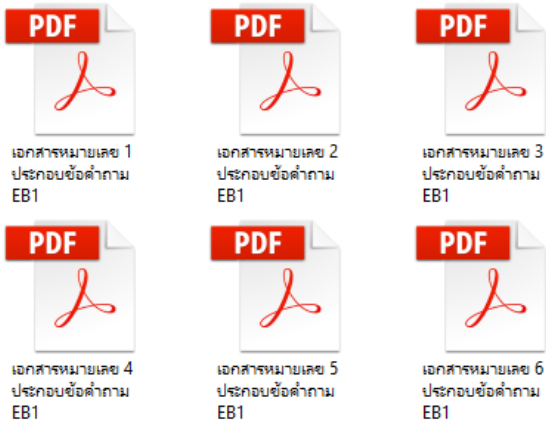 PDF PDF PDF
เอกสารหมายเลข 1 เอกสารหมายเลข 2 เอกสารหมายเลข 3
ประกอบข้อคำถาม ประกอบข้อคำถาม ประกอบข้อคำถาม
EB1 EB1 EB1
PDF PDF PDF
เอกสารหมายเลข 4 เอกสารหมายเลข 5 เอกสารหมายเลข 6
ประกอบข้อคำถาม ประกอบข้อคำถาม ประกอบข้อคำถาม
EB1 EB1 EB1